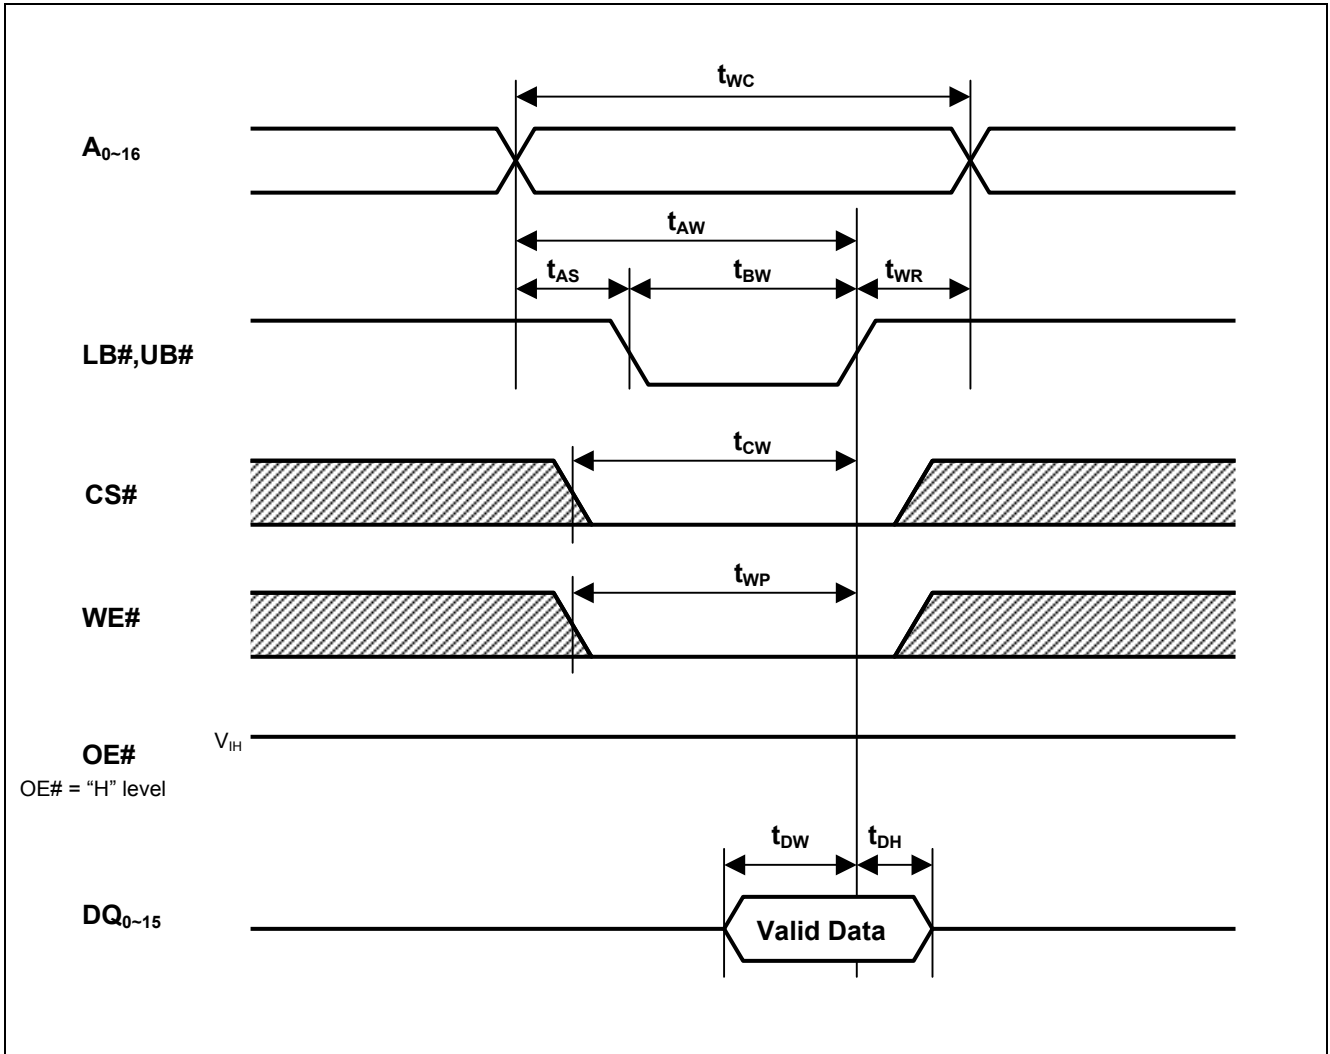 tWC
A0~16
tAW
tAS tBW tWR
LB#,UB#
tCW
CS#
tWP
WE#
VIH
OE#
OE# = “H” level
tDW tDH
DQ0~15
Valid Data